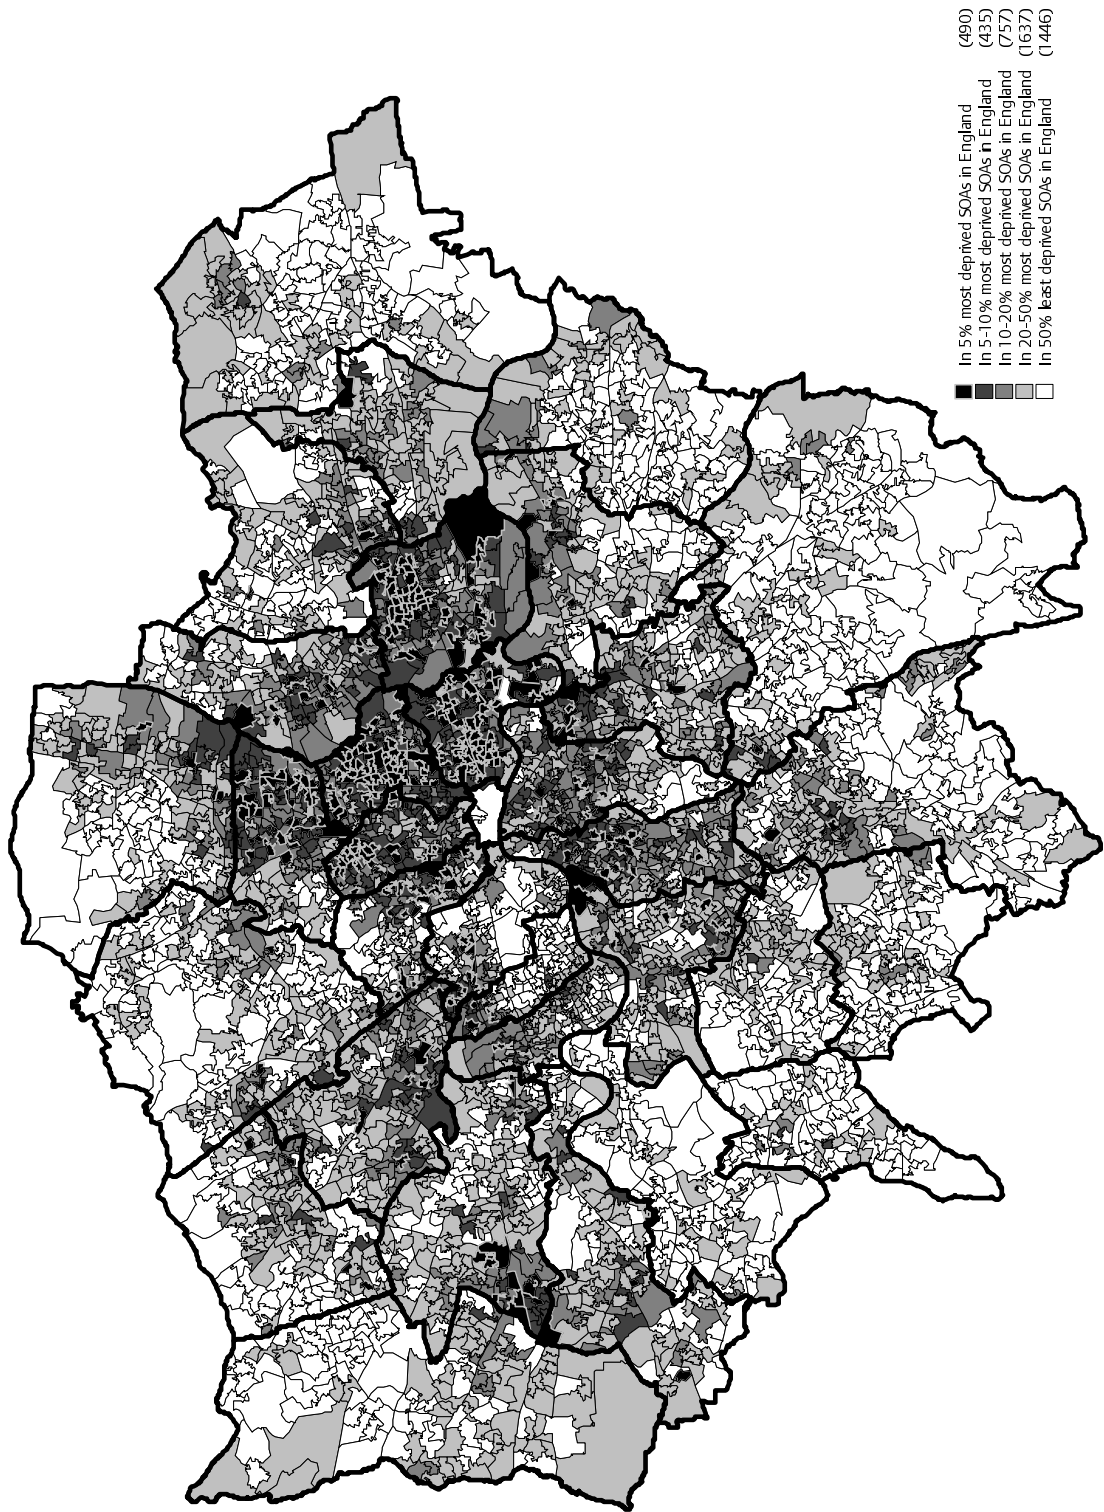 In 5% most deprived SOAs in England (490)
In 5-10% most deprived SOAs in England (435)
In 10-20% most deprived SOAs in England (757)
In 20-50% most deprived SOAs in England (1637)
In 50% least deprived SOAs in England (1446)